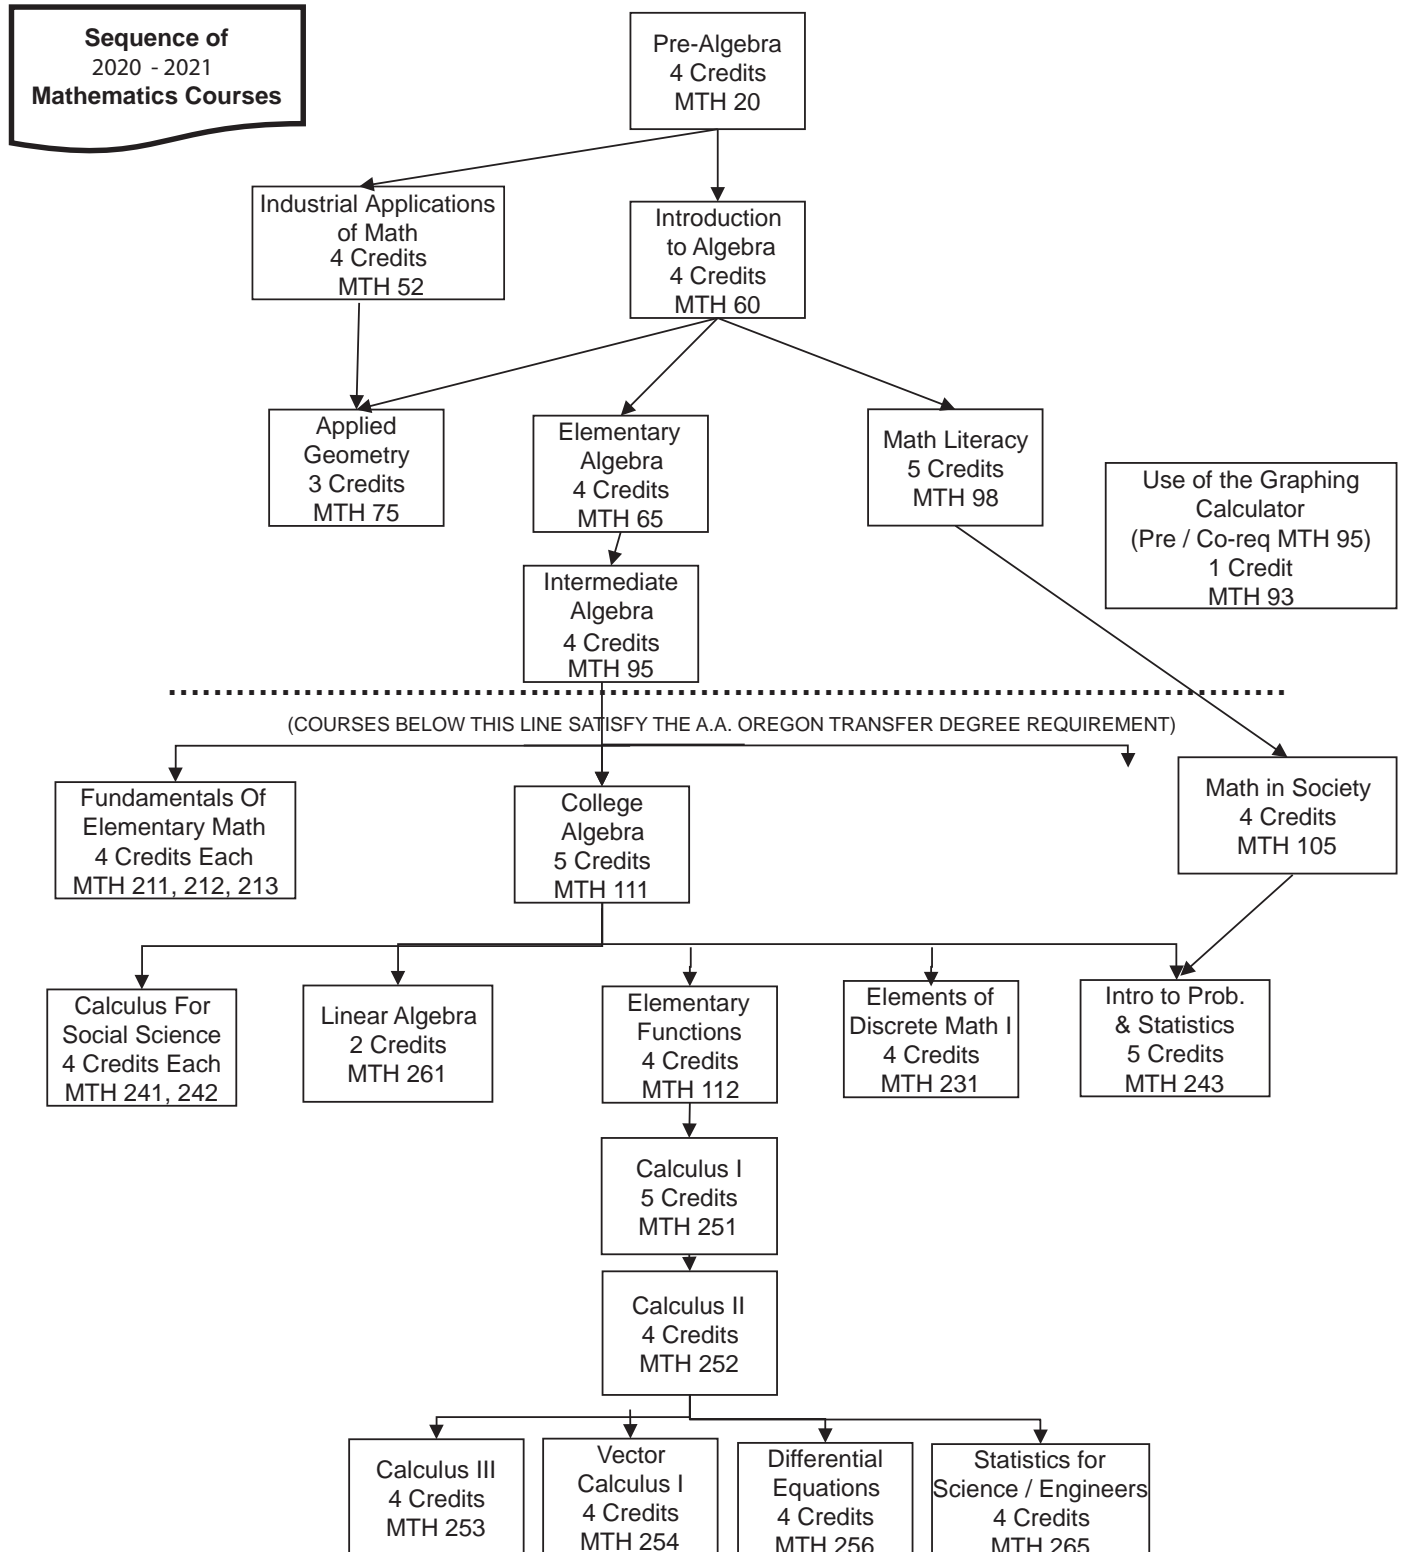 Sequence of
2020 - 2021
Mathematics Courses
Pre-Algebra
4 Credits
MTH 20
Industrial Applications
of Math
4 Credits
MTH 52
Introduction
to Algebra
4 Credits
MTH 60
Applied
Geometry
3 Credits
MTH 75
Elementary
Algebra
4 Credits
MTH 65
Math Literacy
5 Credits
MTH 98
Use of the Graphing
Calculator
(Pre / Co-req MTH 95)
1 Credit
MTH 93
Intermediate
Algebra
4 Credits
MTH 95
(COURSES BELOW THIS LINE SATISFY THE A.A. OREGON TRANSFER DEGREE REQUIREMENT)
Fundamentals Of
Elementary Math
4 Credits Each
MTH 211, 212, 213
College
Algebra
5 Credits
MTH 111
Math in Society
4 Credits
MTH 105
Calculus For
Social Science
4 Credits Each
MTH 241, 242
Linear Algebra
2 Credits
MTH 261
Elementary
Functions
4 Credits
MTH 112
Elements of
Discrete Math I
4 Credits
MTH 231
Intro to Prob.
& Statistics
5 Credits
MTH 243
Calculus I
5 Credits
MTH 251
Calculus II
4 Credits
MTH 252
Calculus III
4 Credits
MTH 253
Vector
Calculus I
4 Credits
MTH 254
Differential
Equations
4 Credits
MTH 256
Statistics for
Science / Engineers
4 Credits
MTH 265